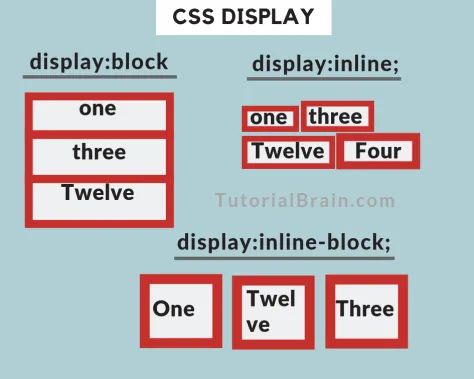 CSS DISPLAY
display:block
one
three
Twelve
display:inline;
one three
Twelve Four
TutorialBrain.com
display:inline-block;
One
Twel
ve
Three